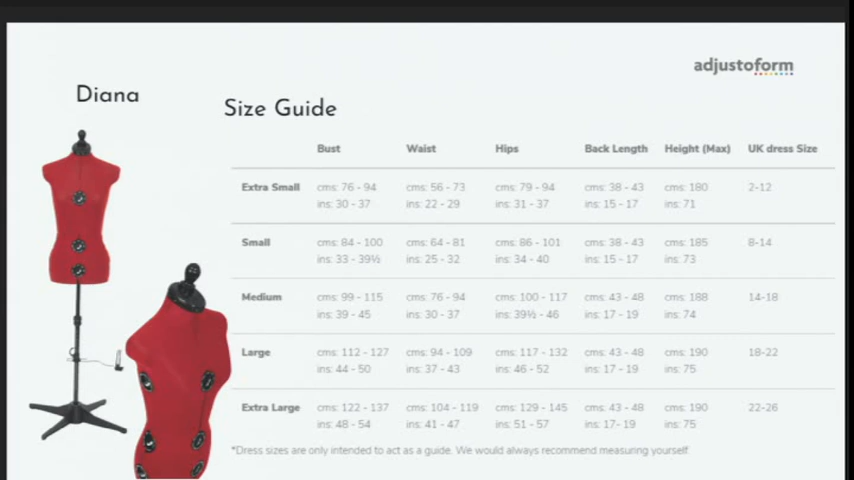 adjustoform
Diana
Size Guide
Bust Waist Hips Back Length Height (Max) UK dress Size
Extra Small cms: 76 - 94 cms: 56 - 73 cms: 79 - 94 cms: 38 - 43 cms: 180 2-12
ins: 30 - 37 ins: 22 - 29 ins: 31 - 37 ins: 15 - 17 ins: 71
Small cms: 84 - 100 cms: 64 - 81 cms: 86 - 101 cms: 38 - 43 cms: 185 8-14
ins: 33 - 39½ ins: 25 - 32 ins: 34 - 40 ins: 15 - 17 ins: 73
Medium cms: 99 - 115 cms: 76 - 94 cms: 100 - 117 cms: 43 - 48 cms: 188 14-18
ins: 39 - 45 ins: 30 - 37 ins: 39½ - 46 ins: 17 - 19 ins: 74
Large cms: 112 - 127 cms: 94 - 109 cms: 117 - 132 cms: 43 - 48 cms: 190 18-22
ins: 44 - 50 ins: 37 - 43 ins: 46 - 52 ins: 17 - 19 ins: 75
Extra Large cms: 122 - 137 cms: 104 - 119 cms: 129 - 145 cms: 43 - 48 cms: 190 22-26
ins: 48 - 54 ins: 41 - 47 ins: 51 - 57 ins: 17- 19 ins: 75
*Dress sizes are only intended to act as a guide. We would always recommend measuring yourself.